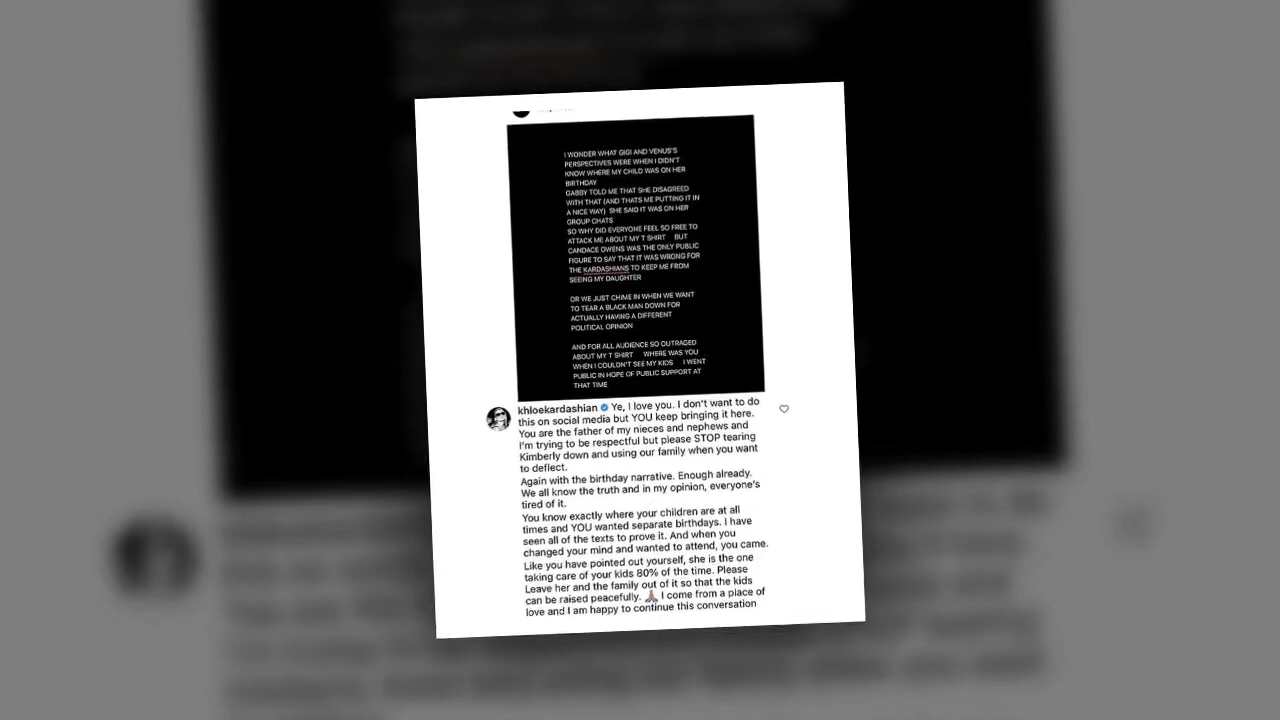 I WONDER WHAT GIGI AND VENUS'S
PERSPECTIVES WERE WHEN I DIDN'T
KNOW WHERE MY CHILD WAS ON HER
BIRTHDAY
GABBY TOLD ME THAT SHE DISAGREED
WITH THAT (AND THATS ME PUTTING IT IN
A NICE WAY) SHE SAID IT WAS ON HER
GROUP CHATS
SO WHY DID EVERYONE FEEL SO FREE TO
ATTACK ME ABOUT MY T SHIRT BUT
CANDACE OWENS WAS THE ONLY PUBLIC
FIGURE TO SAY THAT IT WAS WRONG FOR
THE KARDASHIANS TO KEEP ME FROM
SEEING MY DAUGHTER
OR WE JUST CHIME IN WHEN WE WANT
TO TEAR A BLACK MAN DOWN FOR
ACTUALLY HAVING A DIFFERENT
POLITICAL OPINION
AND FOR ALL AUDIENCE SO OUTRAGED
ABOUT MY T SHIRT WHERE WAS YOU
WHEN I COULDN'T SEE MY KIDS I WENT
PUBLIC IN HOPE OF PUBLIC SUPPORT AT
THAT TIME
khloekardashian Ye, I love you. I don't want to do
this on social media but YOU keep bringing it here.
You are the father of my nieces and nephews and
I'm trying to be respectful but please STOP tearing
Kimberly down and using our family when you want
to deflect.
Again with the birthday narrative. Enough already.
We all know the truth and in my opinion, everyone's
tired of it.
You know exactly where your children are at all
times and YOU wanted separate birthdays. I have
seen all of the texts to prove it. And when you
changed your mind and wanted to attend, you came.
Like you have pointed out yourself, she is the one
taking care of your kids 80% of the time. Please
Leave her and the family out of it so that the kids
can be raised peacefully. 🙏🏽 I come from a place of
love and I am happy to continue this conversation